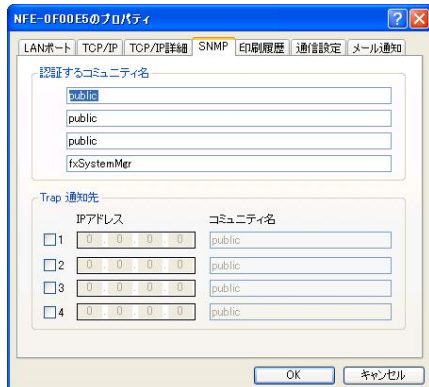 NFE-0F00E5のプロパティ
LANポート TCP/IP TCP/IP詳細 SNMP 印刷履歴 通信設定 メール通知
認証するコミュニティ名
public
public
public
fxSystemMgr
Trap 通知先
IPアドレス コミュニティ名
1 0 . 0 . 0 . 0 public
2 0 . 0 . 0 . 0 public
3 0 . 0 . 0 . 0 public
4 0 . 0 . 0 . 0 public
OK キャンセル